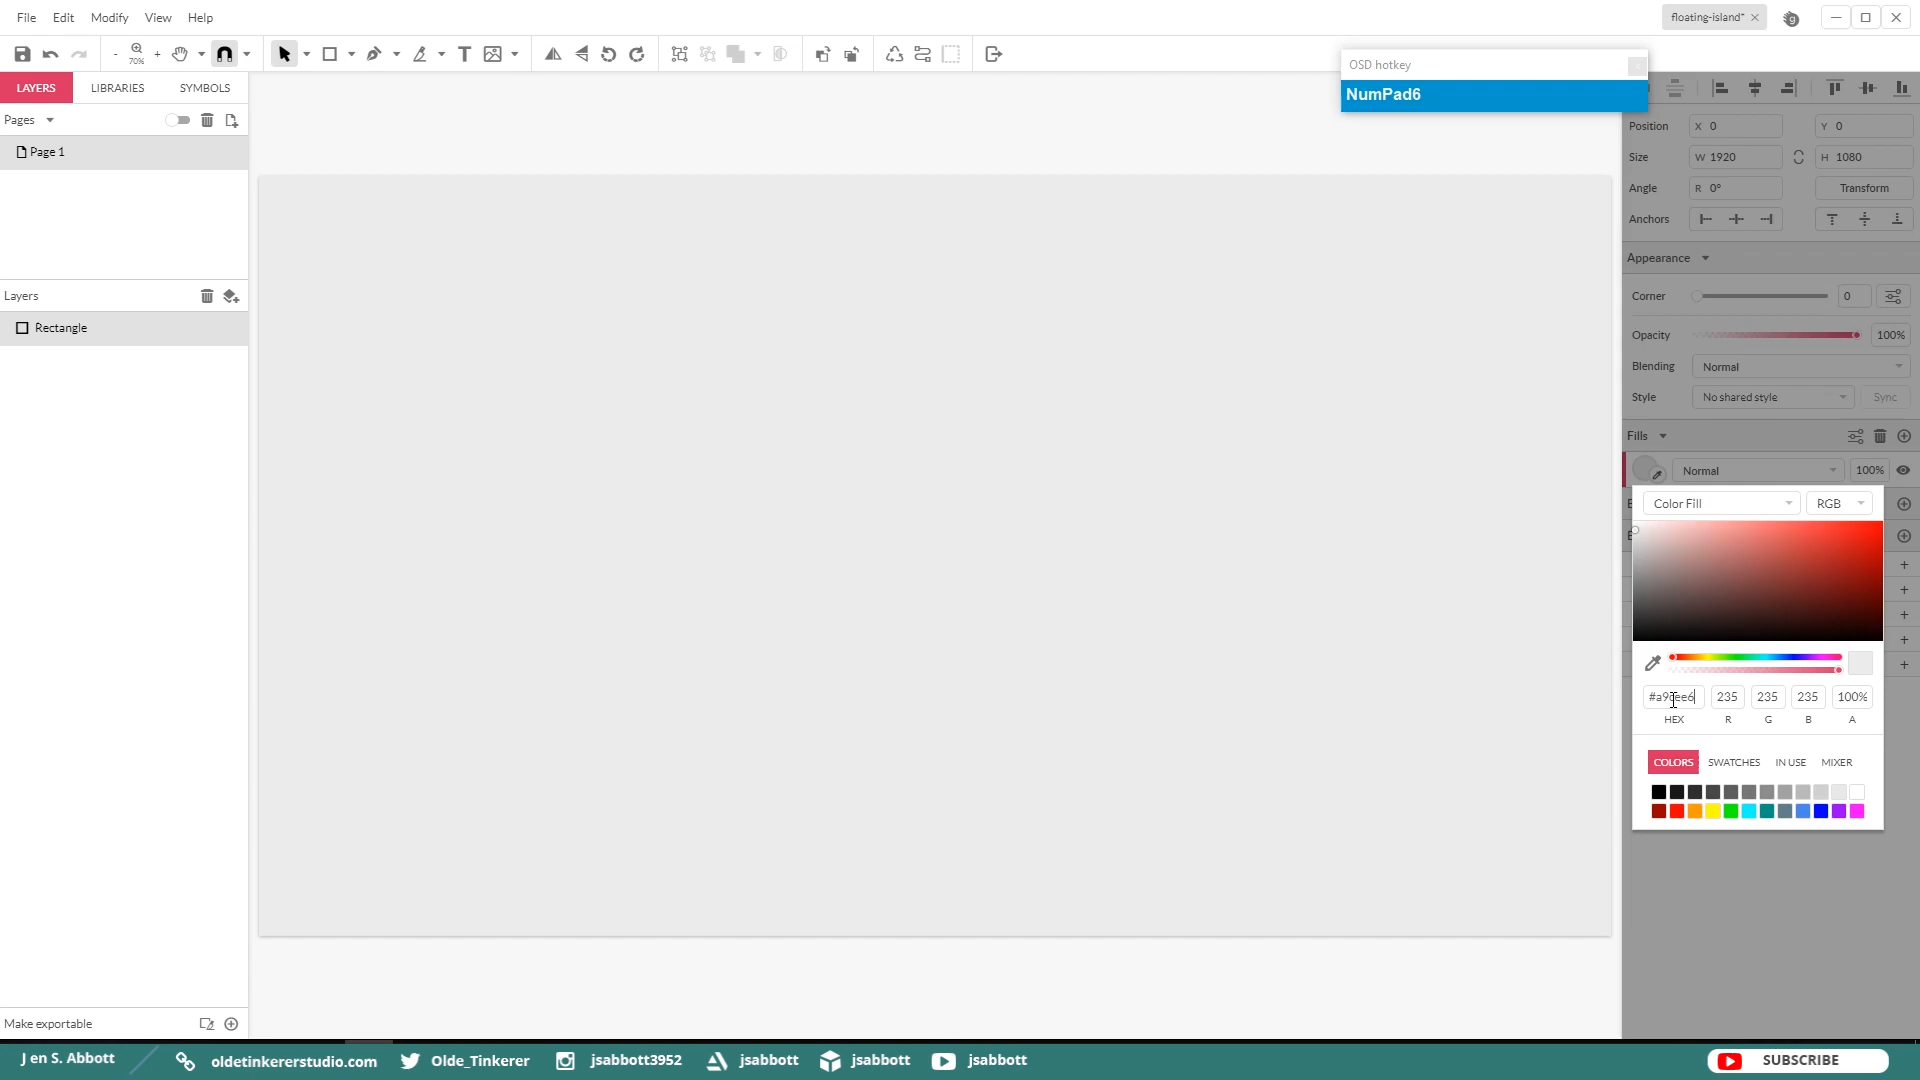 File Edit Modify View Help floating-island*
70%
OSD hotkey
NumPad6
LAYERS LIBRARIES SYMBOLS
Pages
Page 1
Layers
Rectangle
Make exportable
Position X 0 Y 0
Size W 1920 H 1080
Angle R 0° Transform
Anchors
Appearance
Corner 0
Opacity 100%
Blending Normal
Style No shared style Sync
Fills
Normal 100%
Color Fill RGB
235 235 235 100%
HEX R G B A
COLORS SWATCHES IN USE MIXER
J en S. Abbott oldetinkererstudio.com Olde_Tinkerer jsabbott3952 jsabbott jsabbott jsabbott SUBSCRIBE